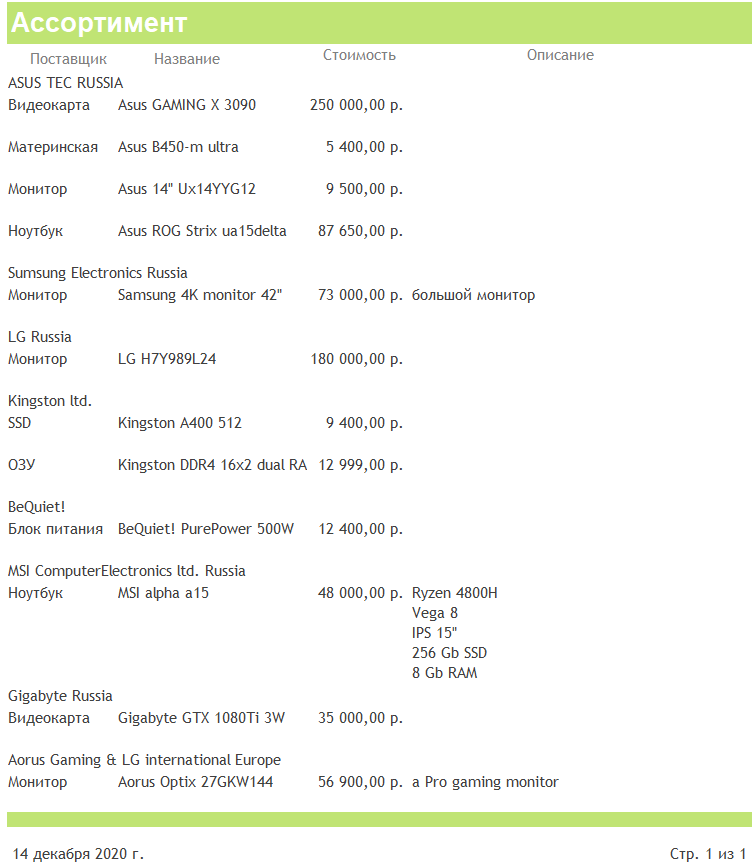 Ассортимент
Поставщик Название Стоимость Описание
ASUS TEC RUSSIA
Видеокарта Asus GAMING X 3090 250 000,00 р.
Материнская Asus B450-m ultra 5 400,00 р.
Монитор Asus 14" Ux14YYG12 9 500,00 р.
Ноутбук Asus ROG Strix ua15delta 87 650,00 р.
Sumsung Electronics Russia
Монитор Samsung 4K monitor 42" 73 000,00 р. большой монитор
LG Russia
Монитор LG H7Y989L24 180 000,00 р.
Kingston ltd.
SSD Kingston A400 512 9 400,00 р.
ОЗУ Kingston DDR4 16x2 dual RA 12 999,00 р.
BeQuiet!
Блок питания BeQuiet! PurePower 500W 12 400,00 р.
MSI ComputerElectronics ltd. Russia
Ноутбук MSI alpha a15 48 000,00 р. Ryzen 4800H
Vega 8
IPS 15"
256 Gb SSD
8 Gb RAM
Gigabyte Russia
Видеокарта Gigabyte GTX 1080Ti 3W 35 000,00 р.
Aorus Gaming & LG international Europe
Монитор Aorus Optix 27GKW144 56 900,00 р. a Pro gaming monitor
14 декабря 2020 г. Стр. 1 из 1